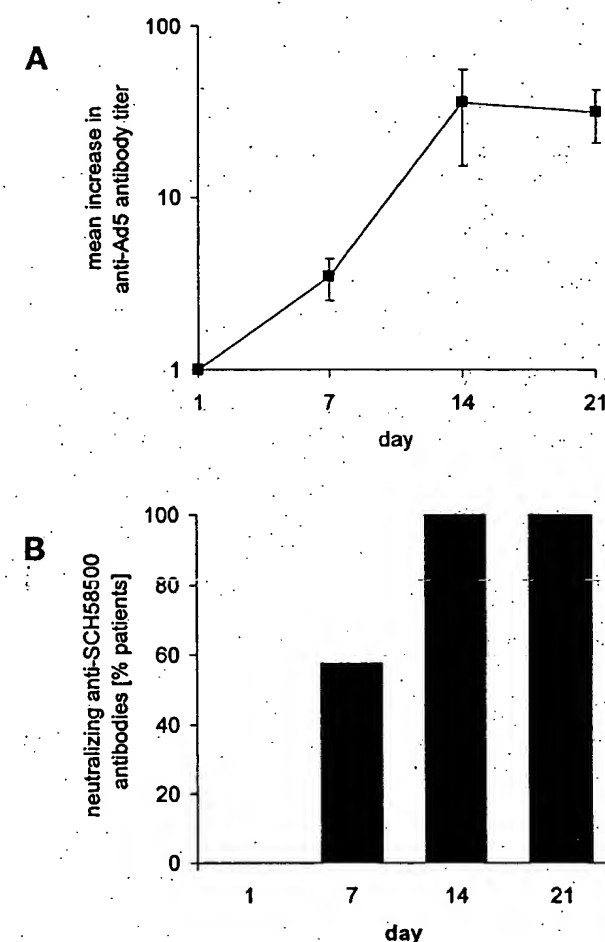 A
mean increase in
anti-Ad5 antibody titer
100
10
1
1 7 14 21
day
B
neutralizing anti-SCH58500
antibodies [% patients]
100
80
60
40
20
0
1 7 14 21
day